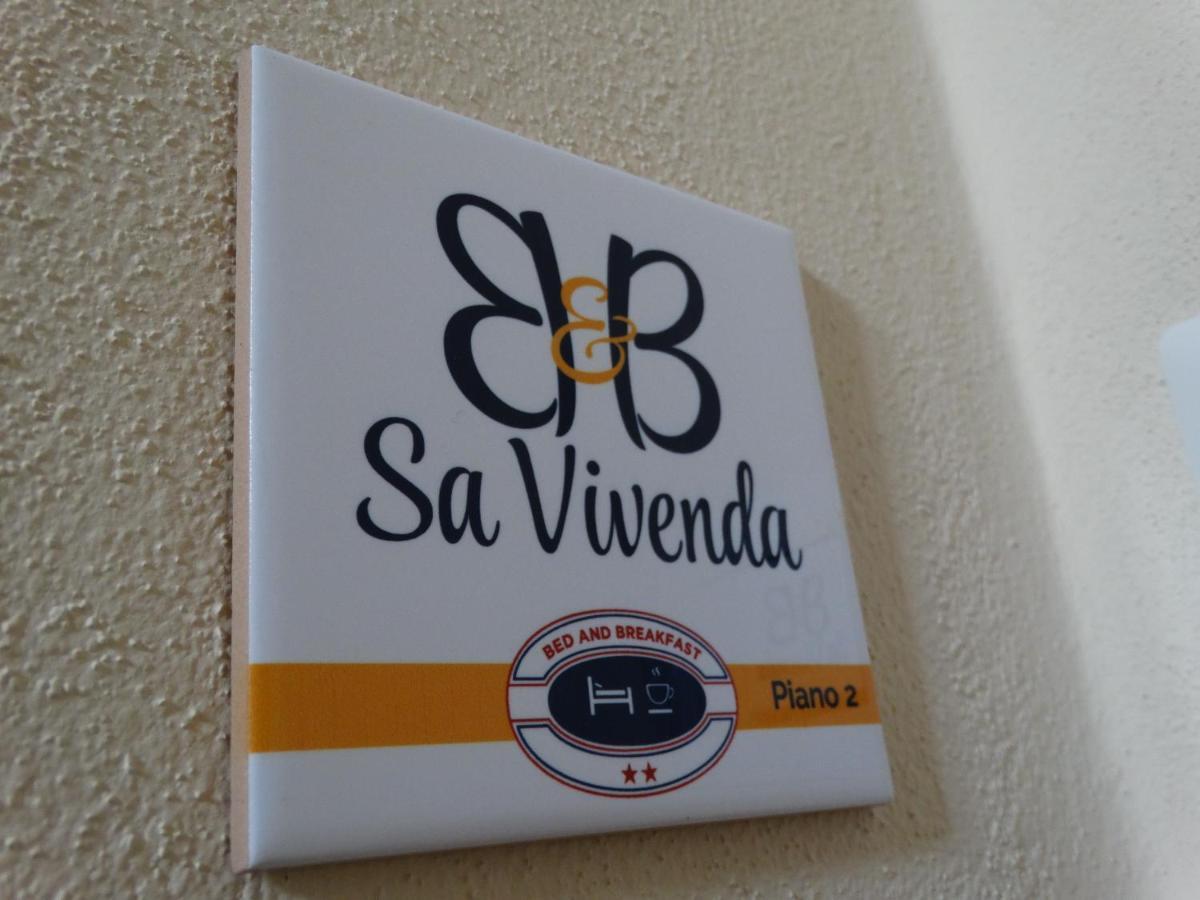 B&B
Sa Vivenda
BED AND BREAKFAST
Piano 2